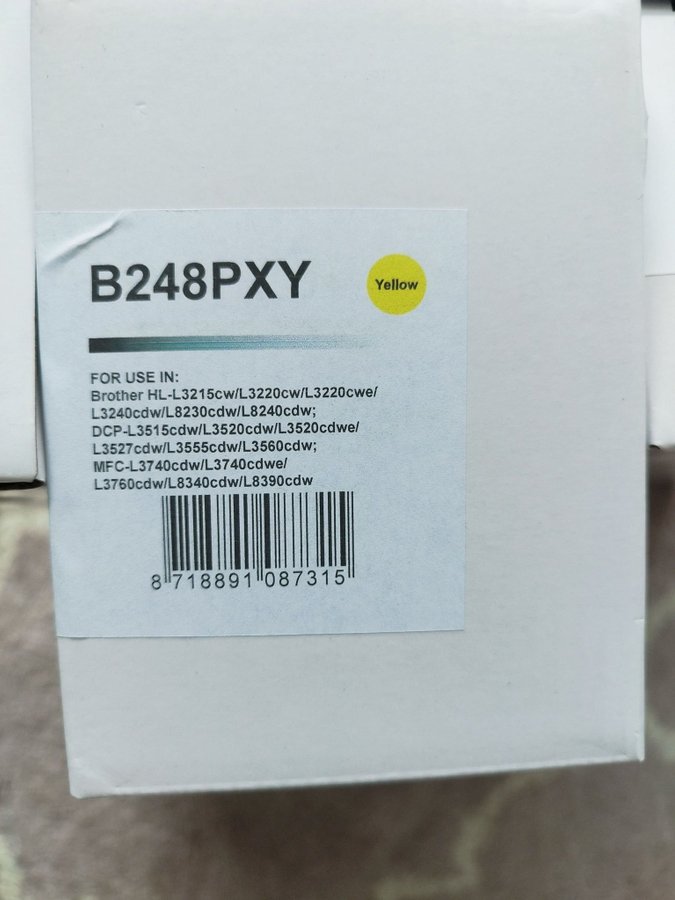 B248PXY
Yellow
FOR USE IN:
Brother HL-L3215cw/L3220cw/L3220cwe/
L3240cdw/L8230cdw/L8240cdw;
DCP-L3515cdw/L3520cdw/L3520cdwe/
L3527cdw/L3555cdw/L3560cdw;
MFC-L3740cdw/L3740cdwe/
L3760cdw/L8340cdw/L8390cdw
8 718891 087315